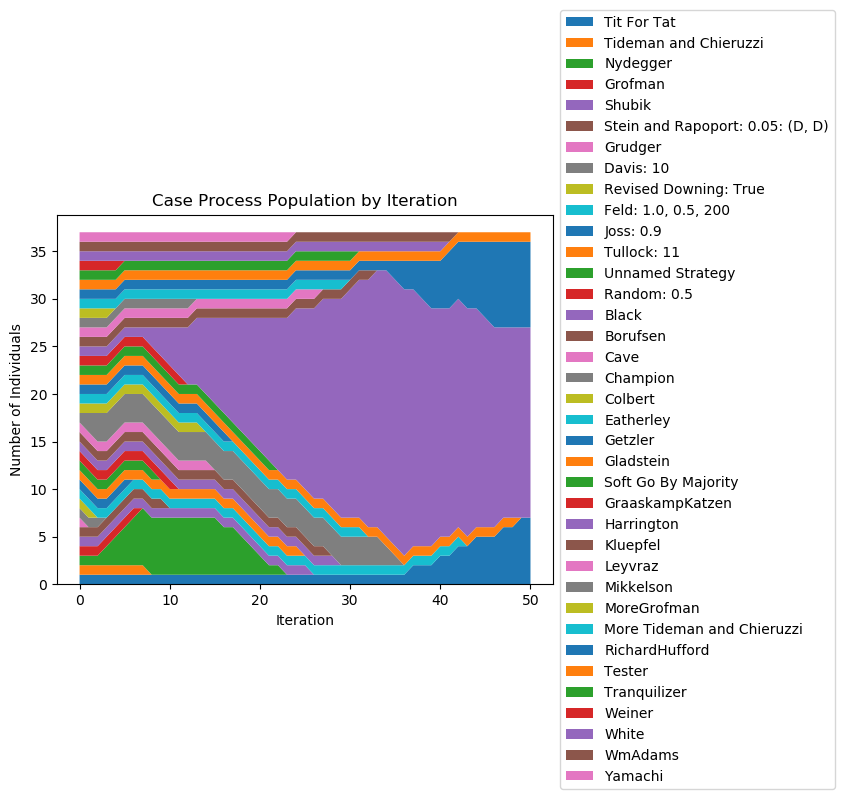 Case Process Population by Iteration
Number of Individuals
35
30
25
20
15
10
5
0
0 10 20 30 40 50
Iteration
Tit For Tat
Tideman and Chieruzzi
Nydegger
Grofman
Shubik
Stein and Rapoport: 0.05: (D, D)
Grudger
Davis: 10
Revised Downing: True
Feld: 1.0, 0.5, 200
Joss: 0.9
Tullock: 11
Unnamed Strategy
Random: 0.5
Black
Borufsen
Cave
Champion
Colbert
Eatherley
Getzler
Gladstein
Soft Go By Majority
GraaskampKatzen
Harrington
Kluepfel
Leyvraz
Mikkelson
MoreGrofman
More Tideman and Chieruzzi
RichardHufford
Tester
Tranquilizer
Weiner
White
WmAdams
Yamachi